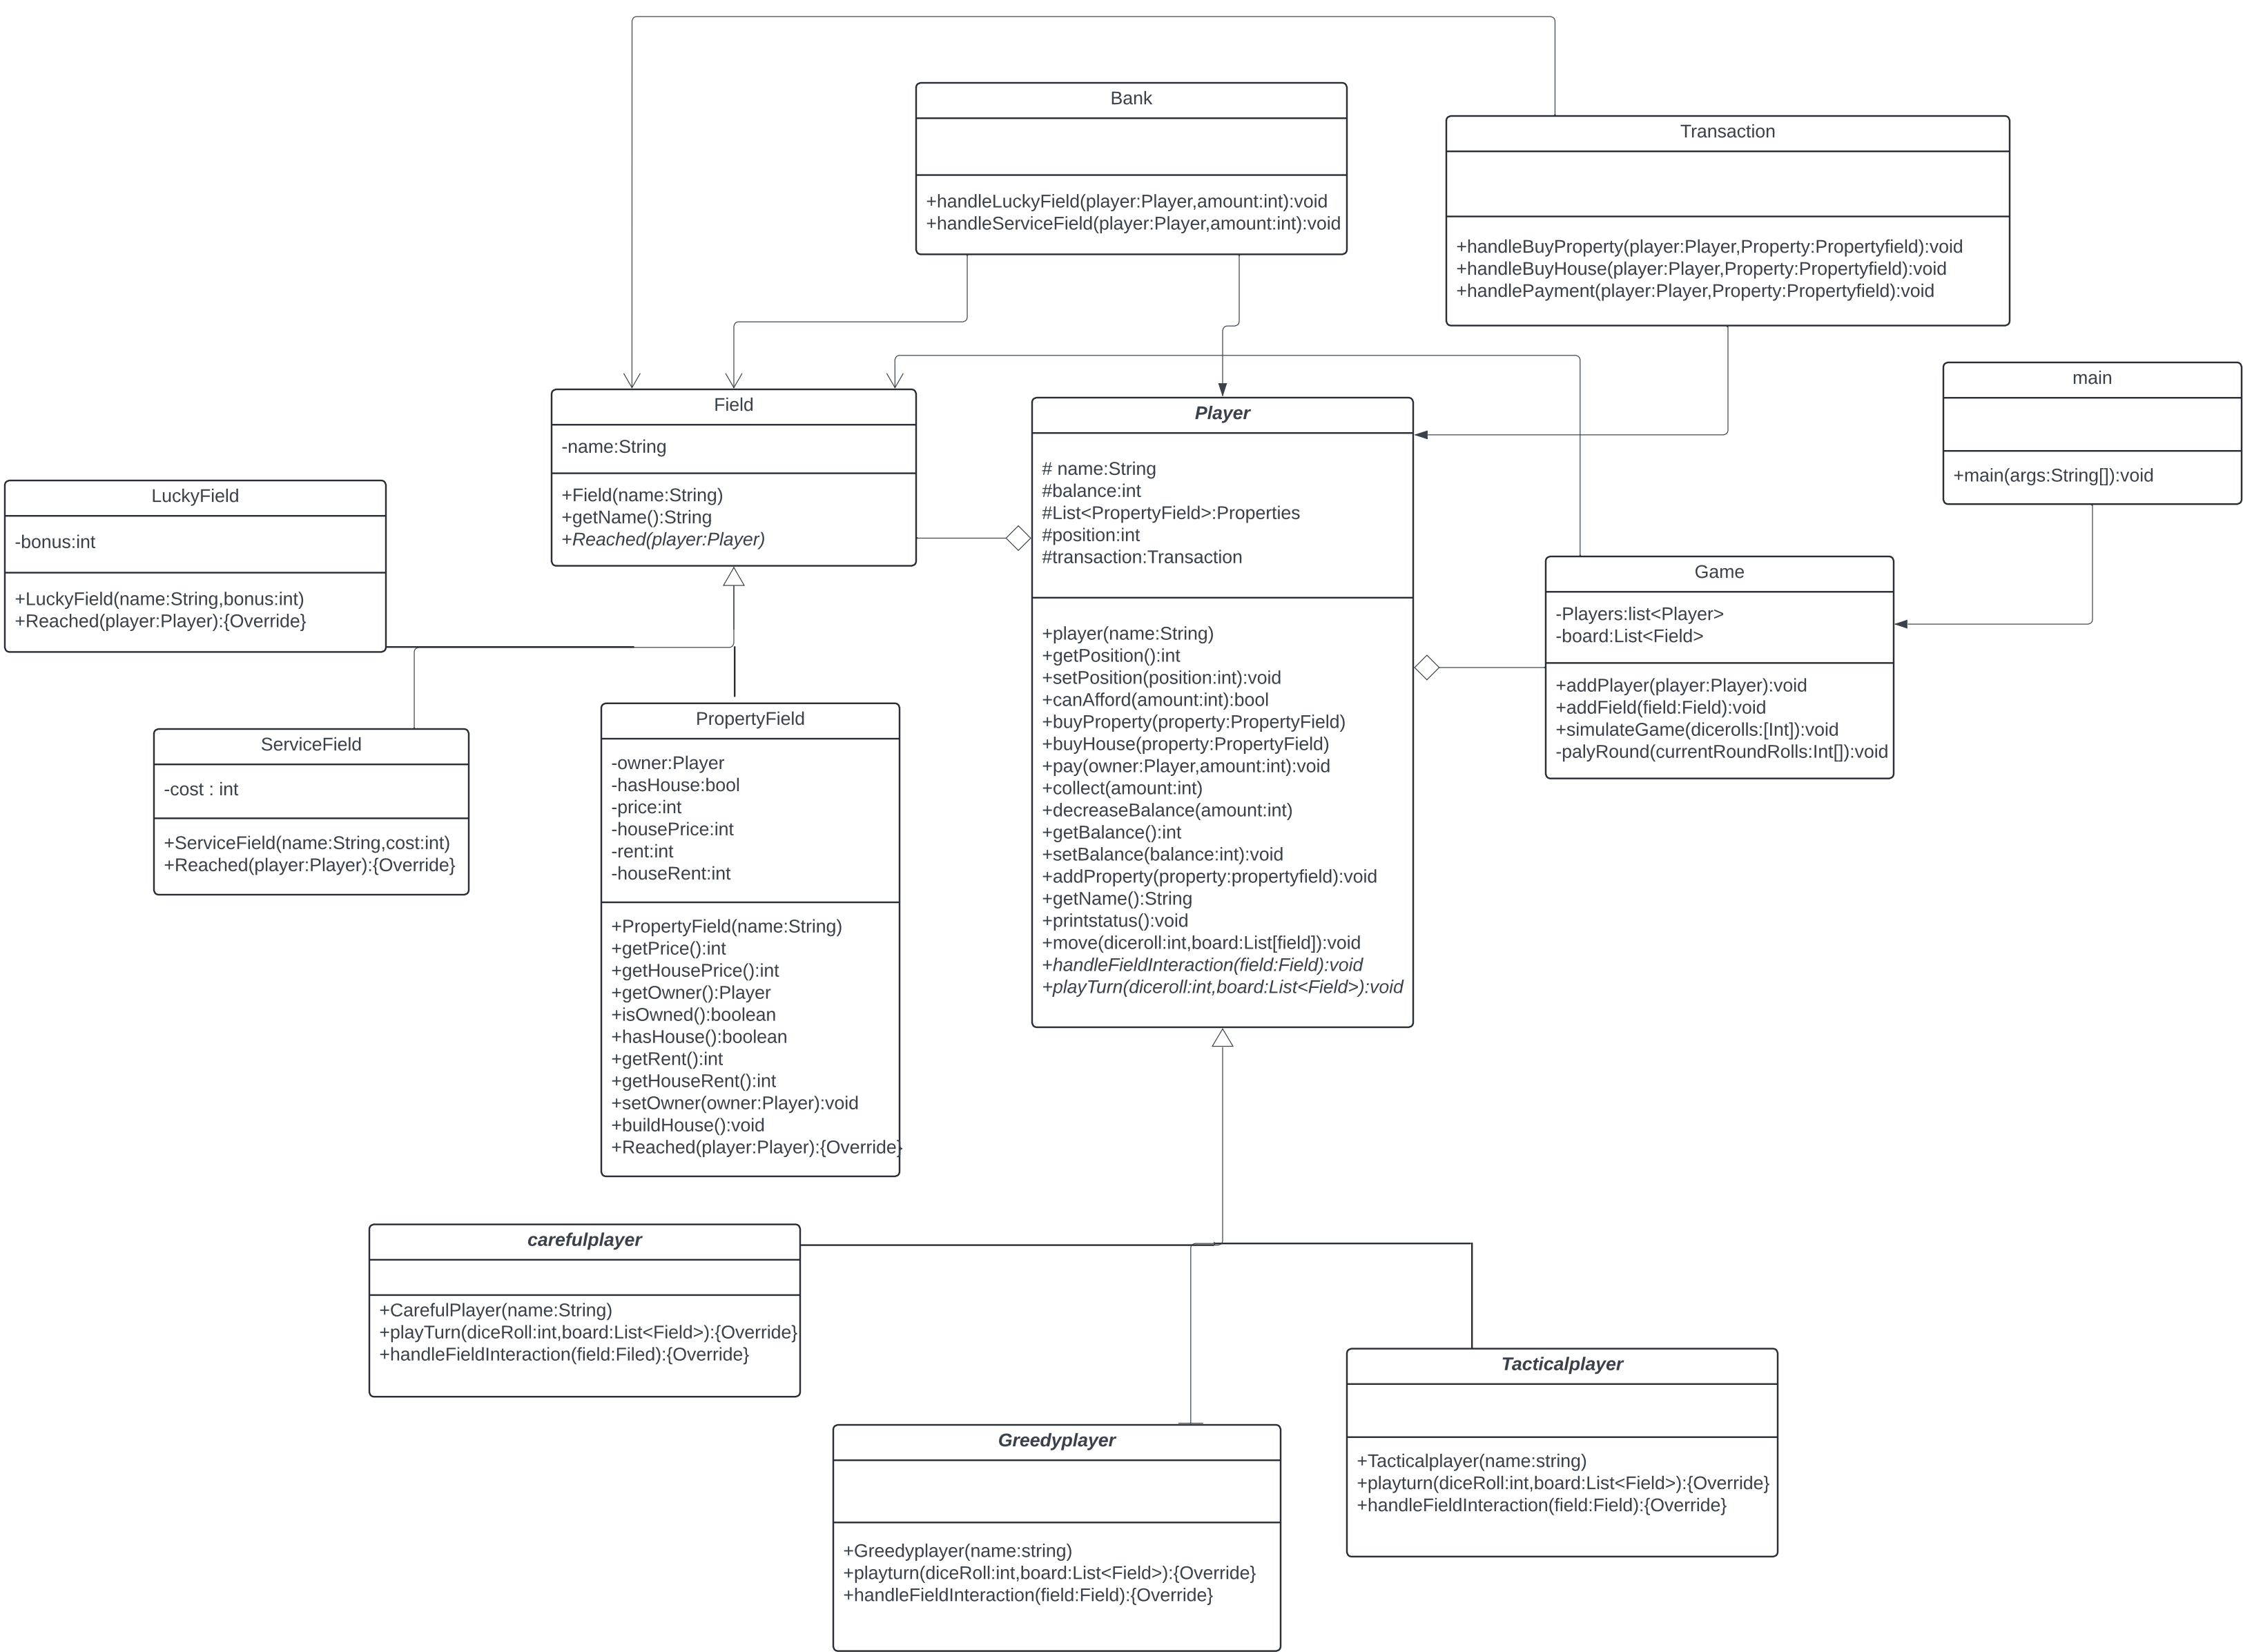 Bank
+handleLuckyField(player:Player,amount:int):void
+handleServiceField(player:Player,amount:int):void
Transaction
+handleBuyProperty(player:Player,Property:Propertyfield):void
+handleBuyHouse(player:Player,Property:Propertyfield):void
+handlePayment(player:Player,Property:Propertyfield):void
main
+main(args:String[]):void
Field
-name:String
+Field(name:String)
+getName():String
+Reached(player:Player)
Player
# name:String
#balance:int
#List<PropertyField>:Properties
#position:int
#transaction:Transaction
+player(name:String)
+getPosition():int
+setPosition(position:int):void
+canAfford(amount:int):bool
+buyProperty(property:PropertyField)
+buyHouse(property:PropertyField)
+pay(owner:Player,amount:int):void
+collect(amount:int)
+decreaseBalance(amount:int)
+getBalance():int
+setBalance(balance:int):void
+addProperty(property:propertyfield):void
+getName():String
+printstatus():void
+move(diceroll:int,board:List[field]):void
+handleFieldInteraction(field:Field):void
+playTurn(diceroll:int,board:List<Field>):void
LuckyField
-bonus:int
+LuckyField(name:String,bonus:int)
+Reached(player:Player):{Override}
Game
-Players:list<Player>
-board:List<Field>
+addPlayer(player:Player):void
+addField(field:Field):void
+simulateGame(dicerolls:[Int]):void
-palyRound(currentRoundRolls:Int[]):void
ServiceField
-cost : int
+ServiceField(name:String,cost:int)
+Reached(player:Player):{Override}
PropertyField
-owner:Player
-hasHouse:bool
-price:int
-housePrice:int
-rent:int
-houseRent:int
+PropertyField(name:String)
+getPrice():int
+getHousePrice():int
+getOwner():Player
+isOwned():boolean
+hasHouse():boolean
+getRent():int
+getHouseRent():int
+setOwner(owner:Player):void
+buildHouse():void
+Reached(player:Player):{Override}
carefulplayer
+CarefulPlayer(name:String)
+playTurn(diceRoll:int,board:List<Field>):{Override}
+handleFieldInteraction(field:Filed):{Override}
Greedyplayer
+Greedyplayer(name:string)
+playturn(diceRoll:int,board:List<Field>):{Override}
+handleFieldInteraction(field:Field):{Override}
Tacticalplayer
+Tacticalplayer(name:string)
+playturn(diceRoll:int,board:List<Field>):{Override}
+handleFieldInteraction(field:Field):{Override}